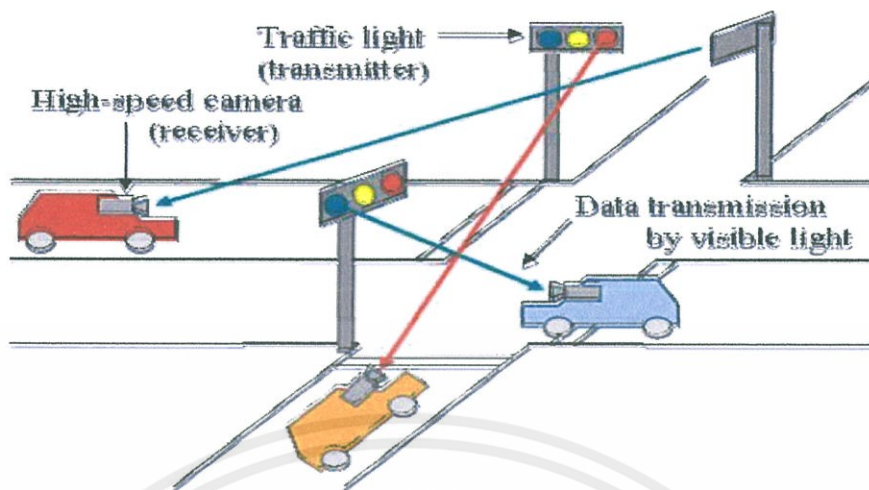 Traffic light
(transmitter)
High-speed camera
(receiver)
Data transmission
by visible light